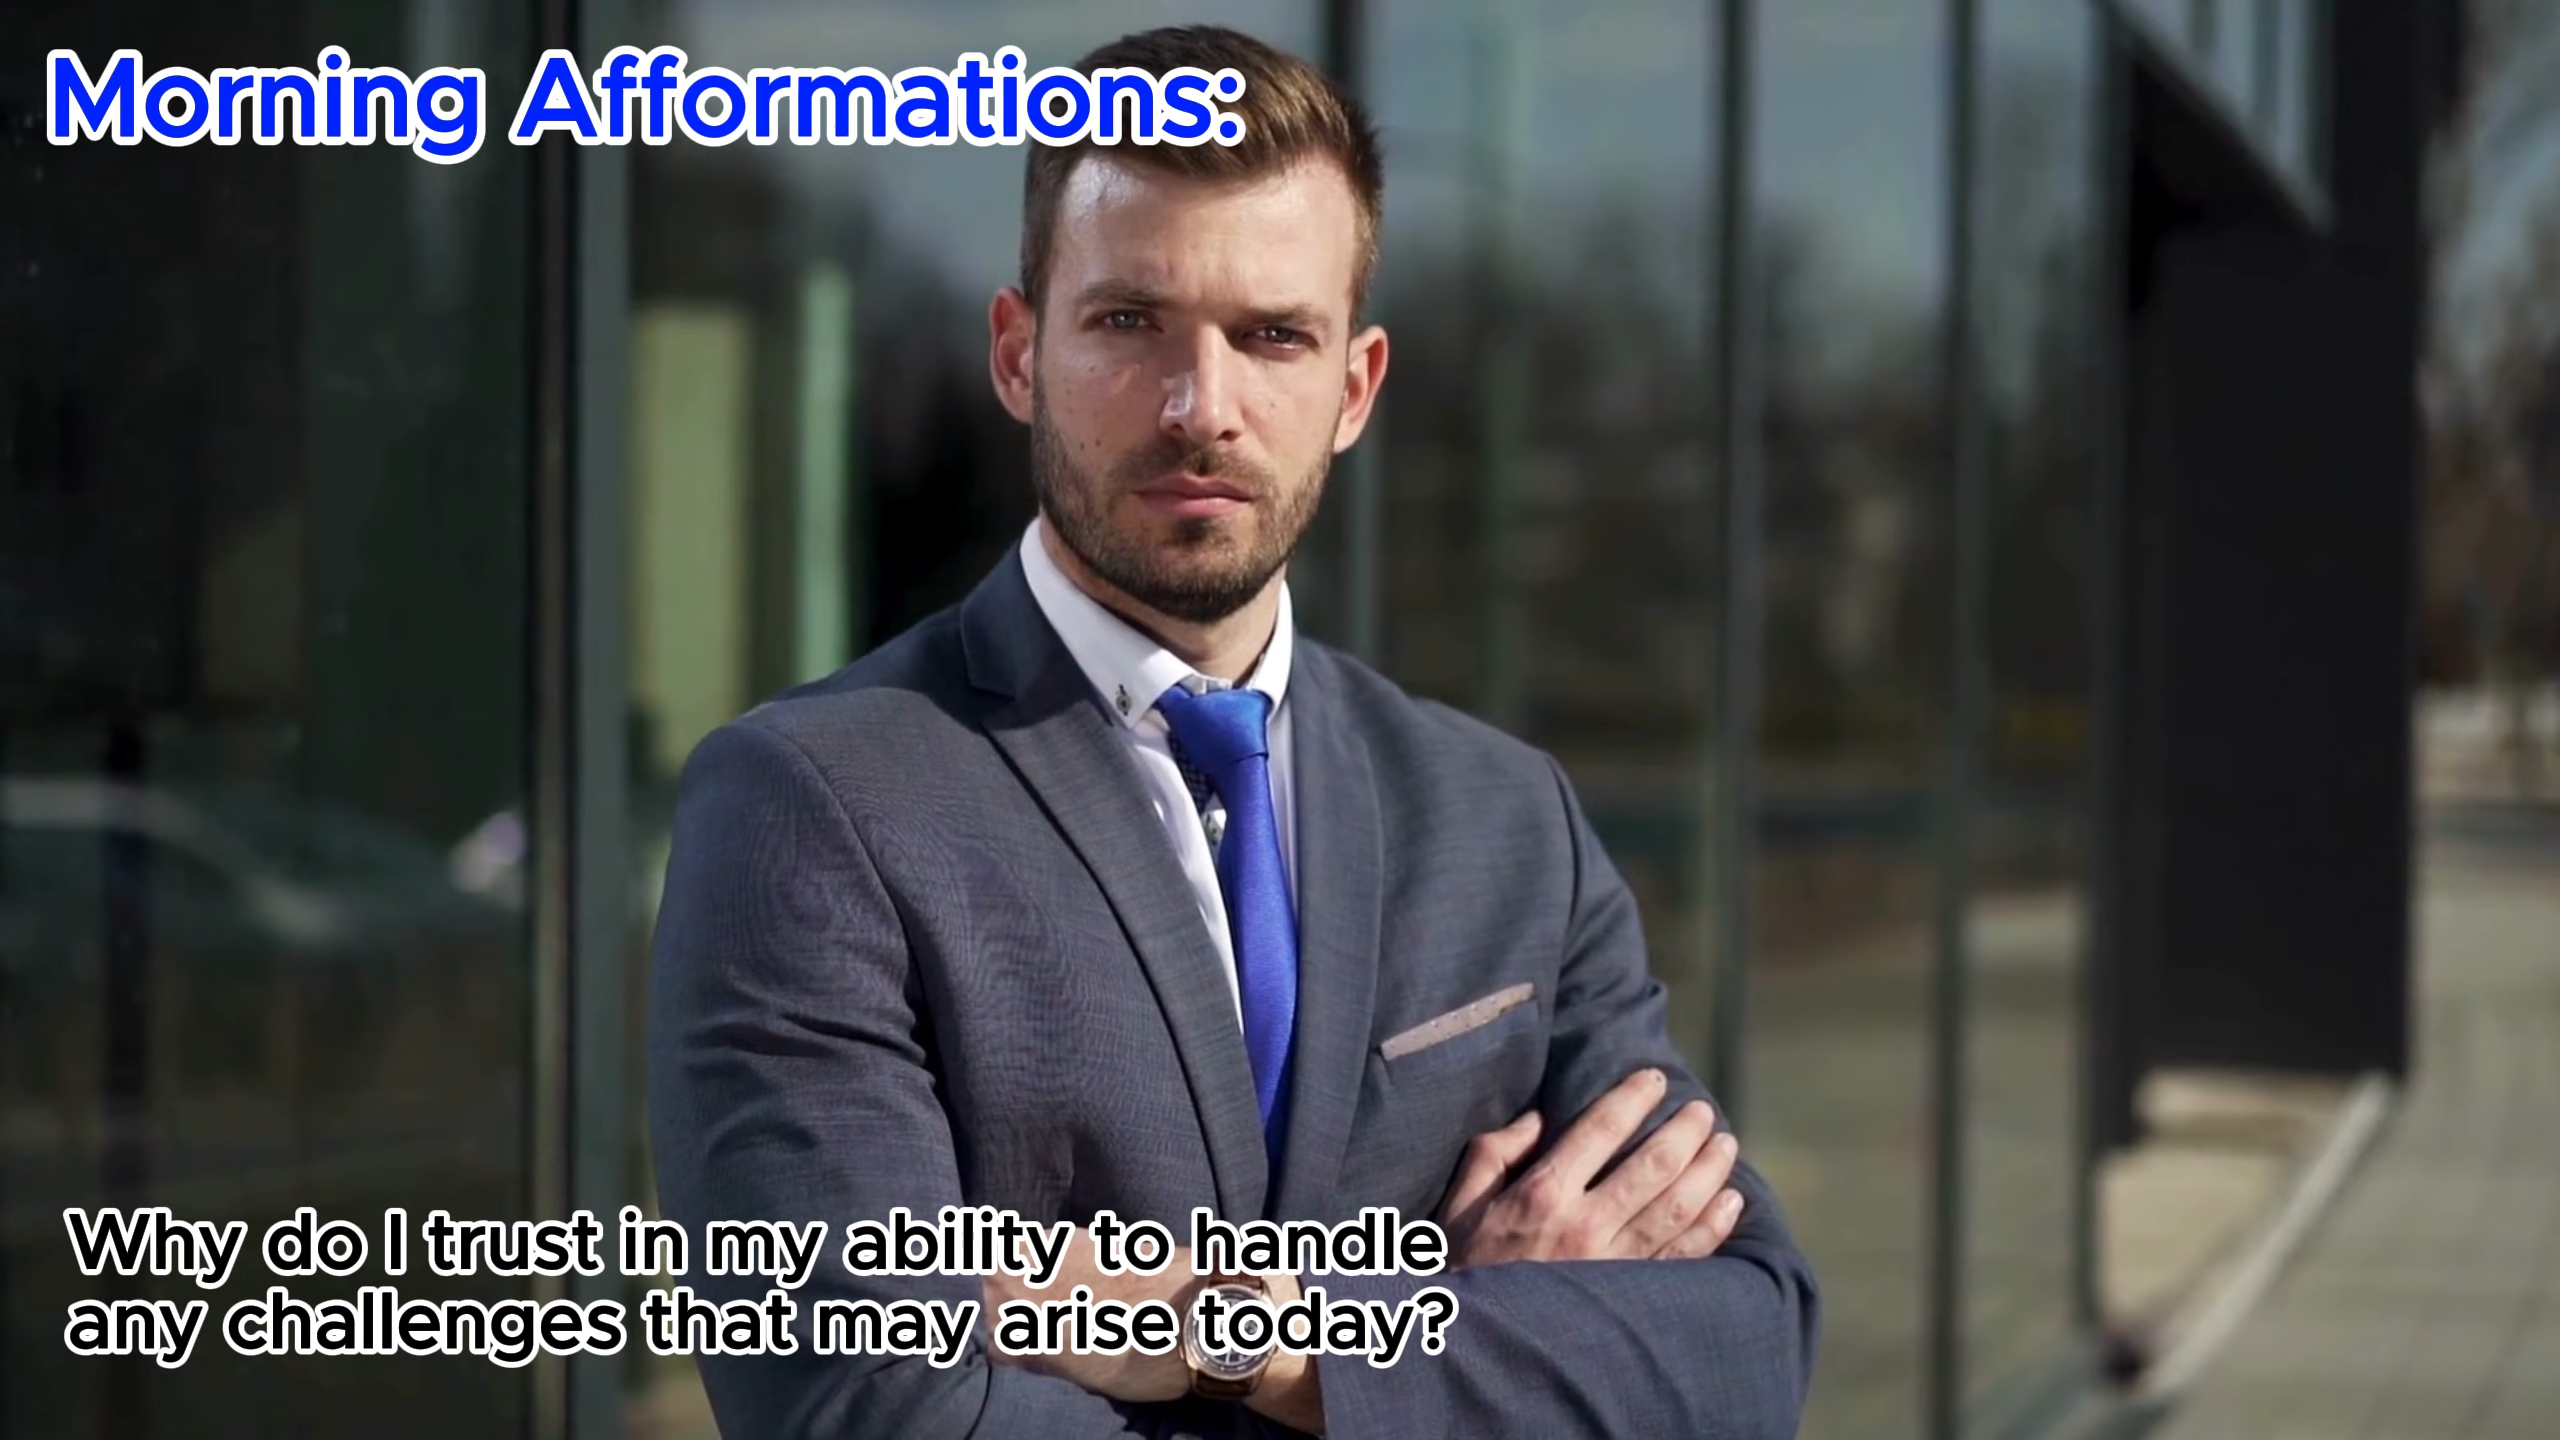 Morning Afformations:
Why do I trust in my ability to handle
any challenges that may arise today?